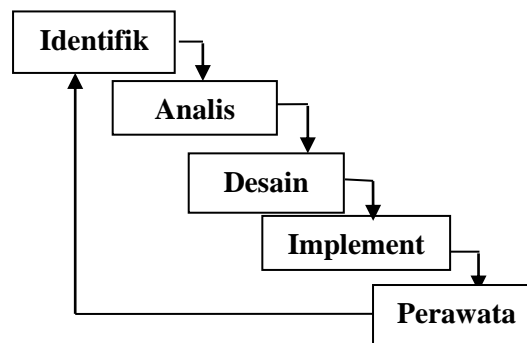 Identifik
Analis
Desain
Implement
Perawata